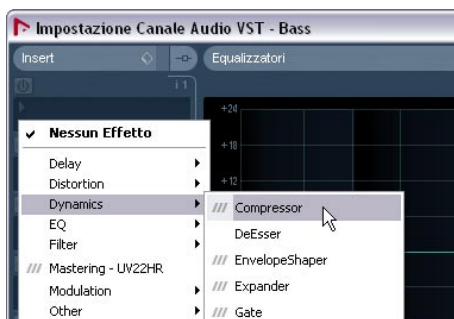 Impostazione Canale Audio VST - Bass
Insert
Equalizzatori
i 1
+24
+18
+12
Nessun Effetto
Delay
Distortion
Dynamics
EQ
Filter
/// Mastering - UV22HR
Modulation
Other
/// Compressor
DeEsser
/// EnvelopeShaper
/// Expander
/// Gate